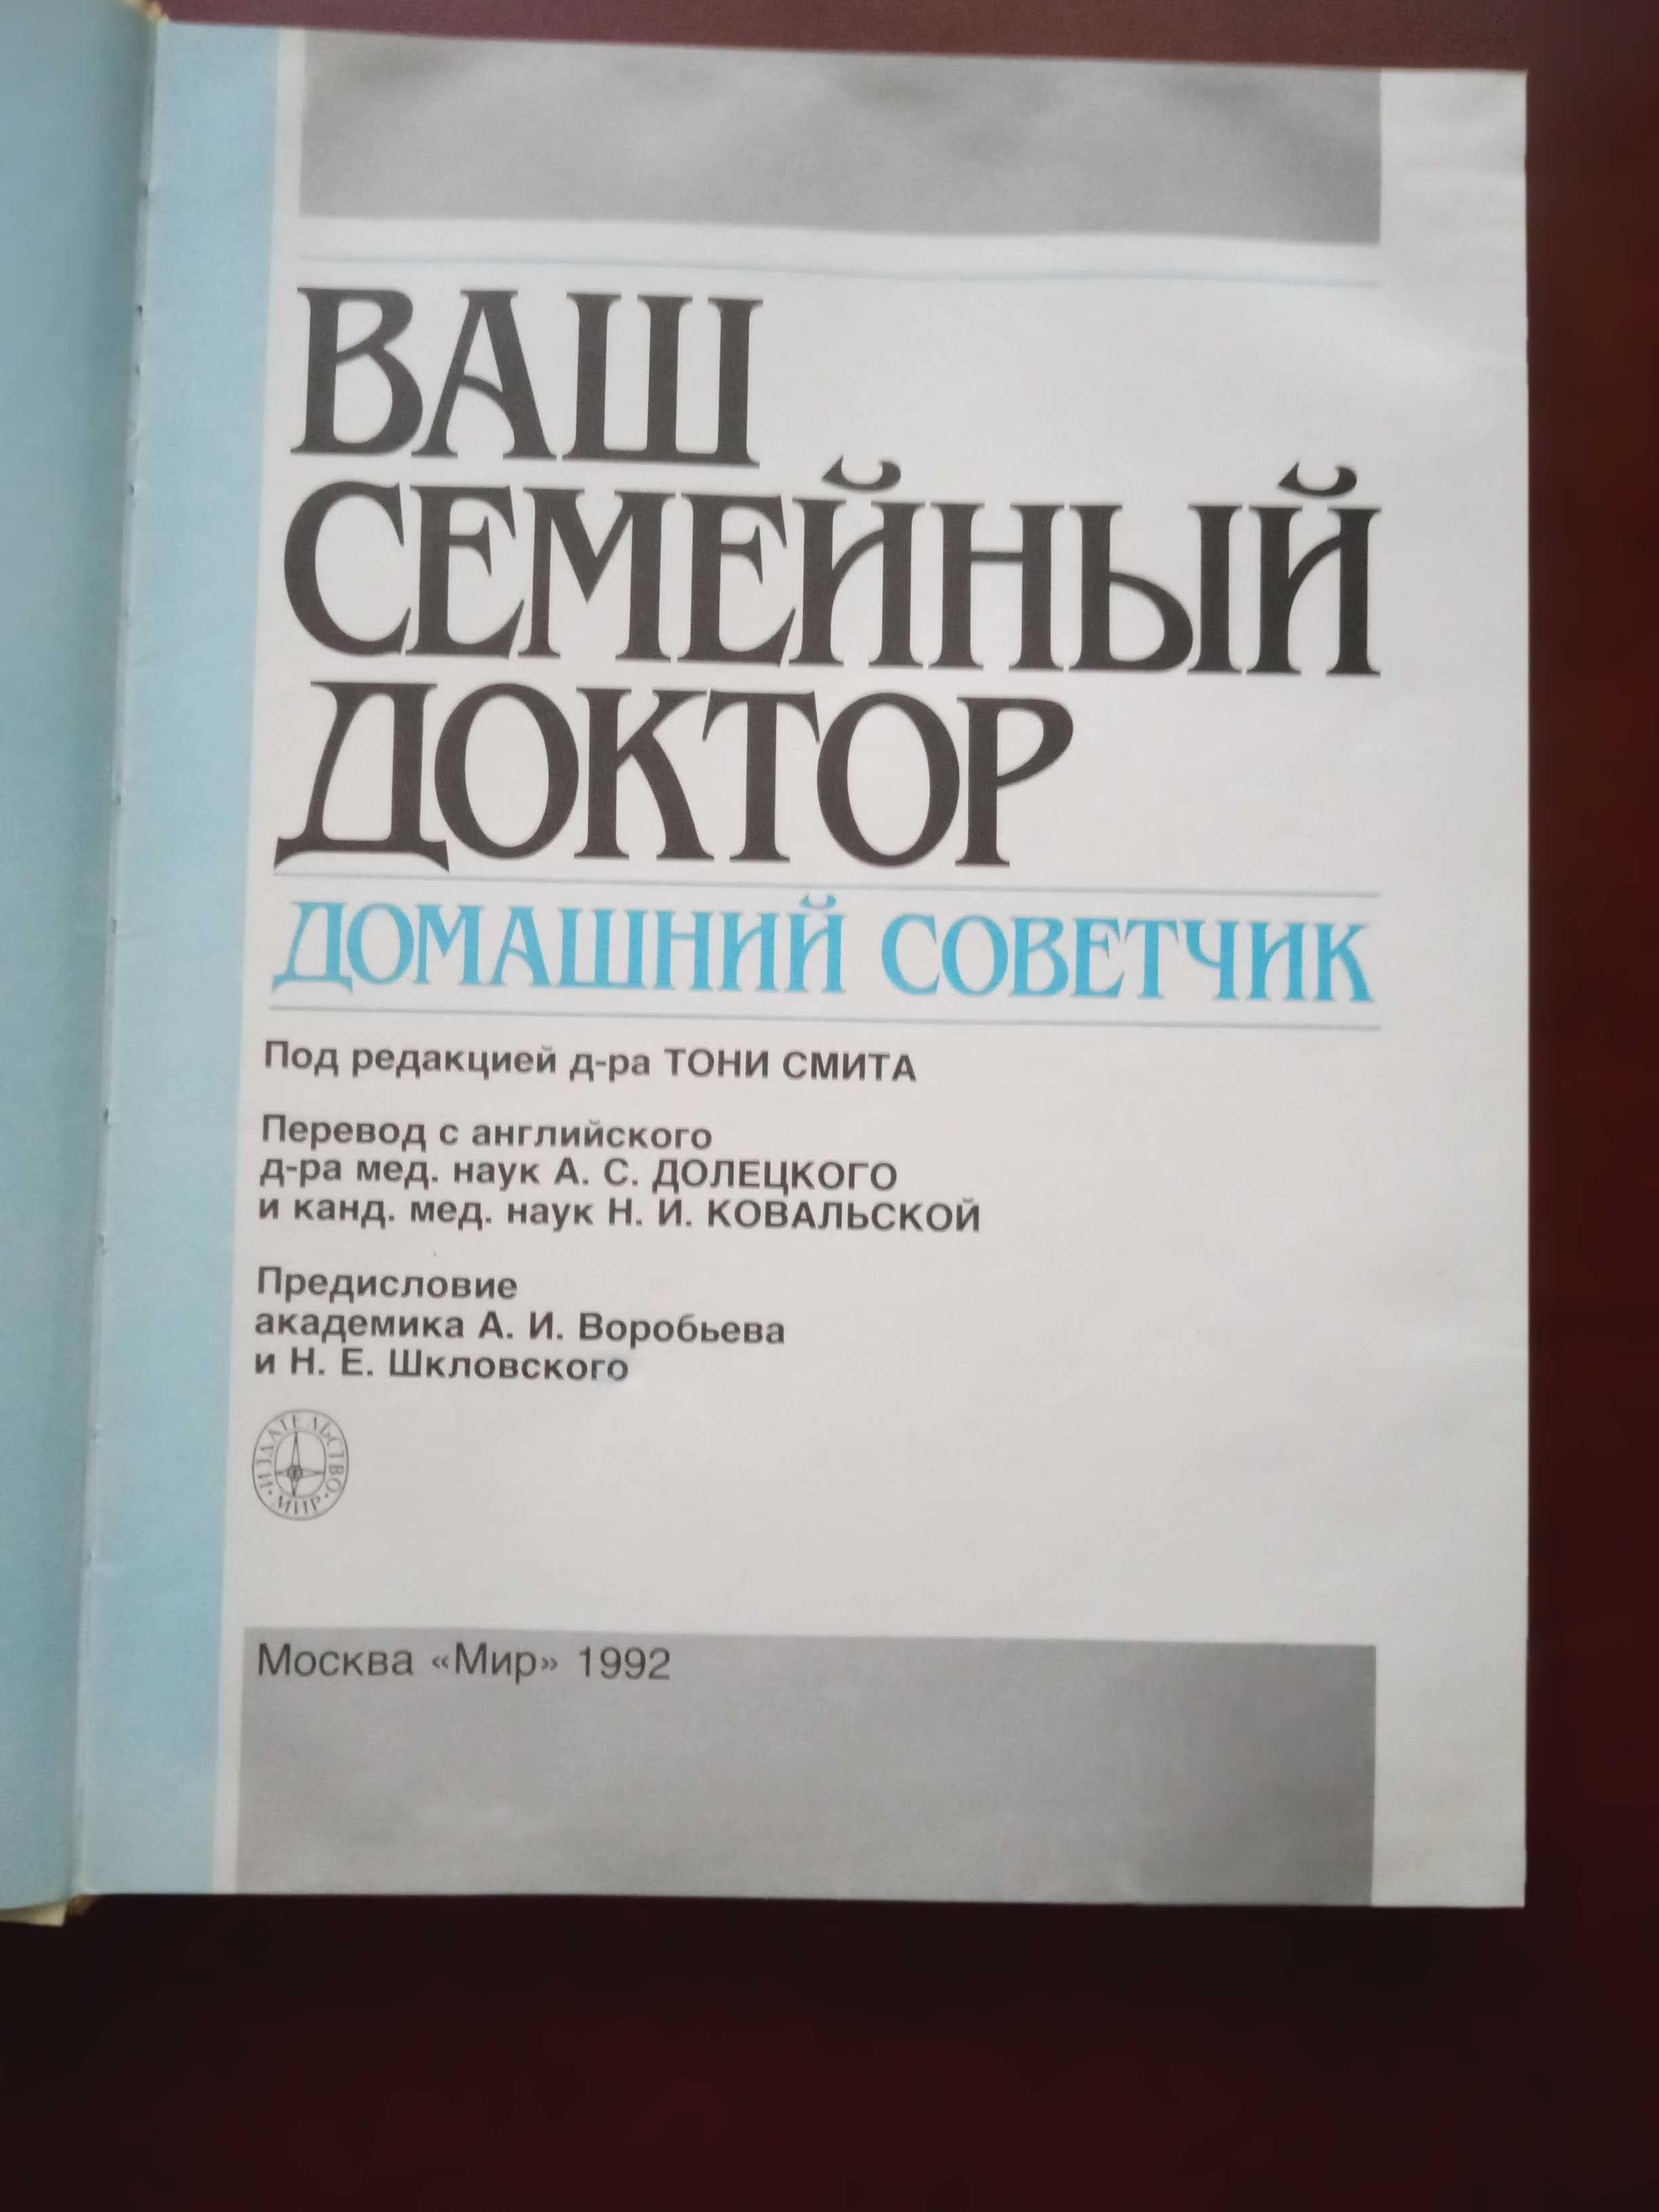 ВАШ
СЕМЕЙНЫЙ
ДОКТОР
ДОМАШНИЙ СОВЕТЧИК
Под редакцией д-ра ТОНИ СМИТА
Перевод с английского
д-ра мед. наук А. С. ДОЛЕЦКОГО
и канд. мед. наук Н. И. КОВАЛЬСКОЙ
Предисловие
академика А. И. Воробьева
и Н. Е. Шкловского
ИЗДАТЕЛЬСТВО
·МИР·
Москва «Мир» 1992